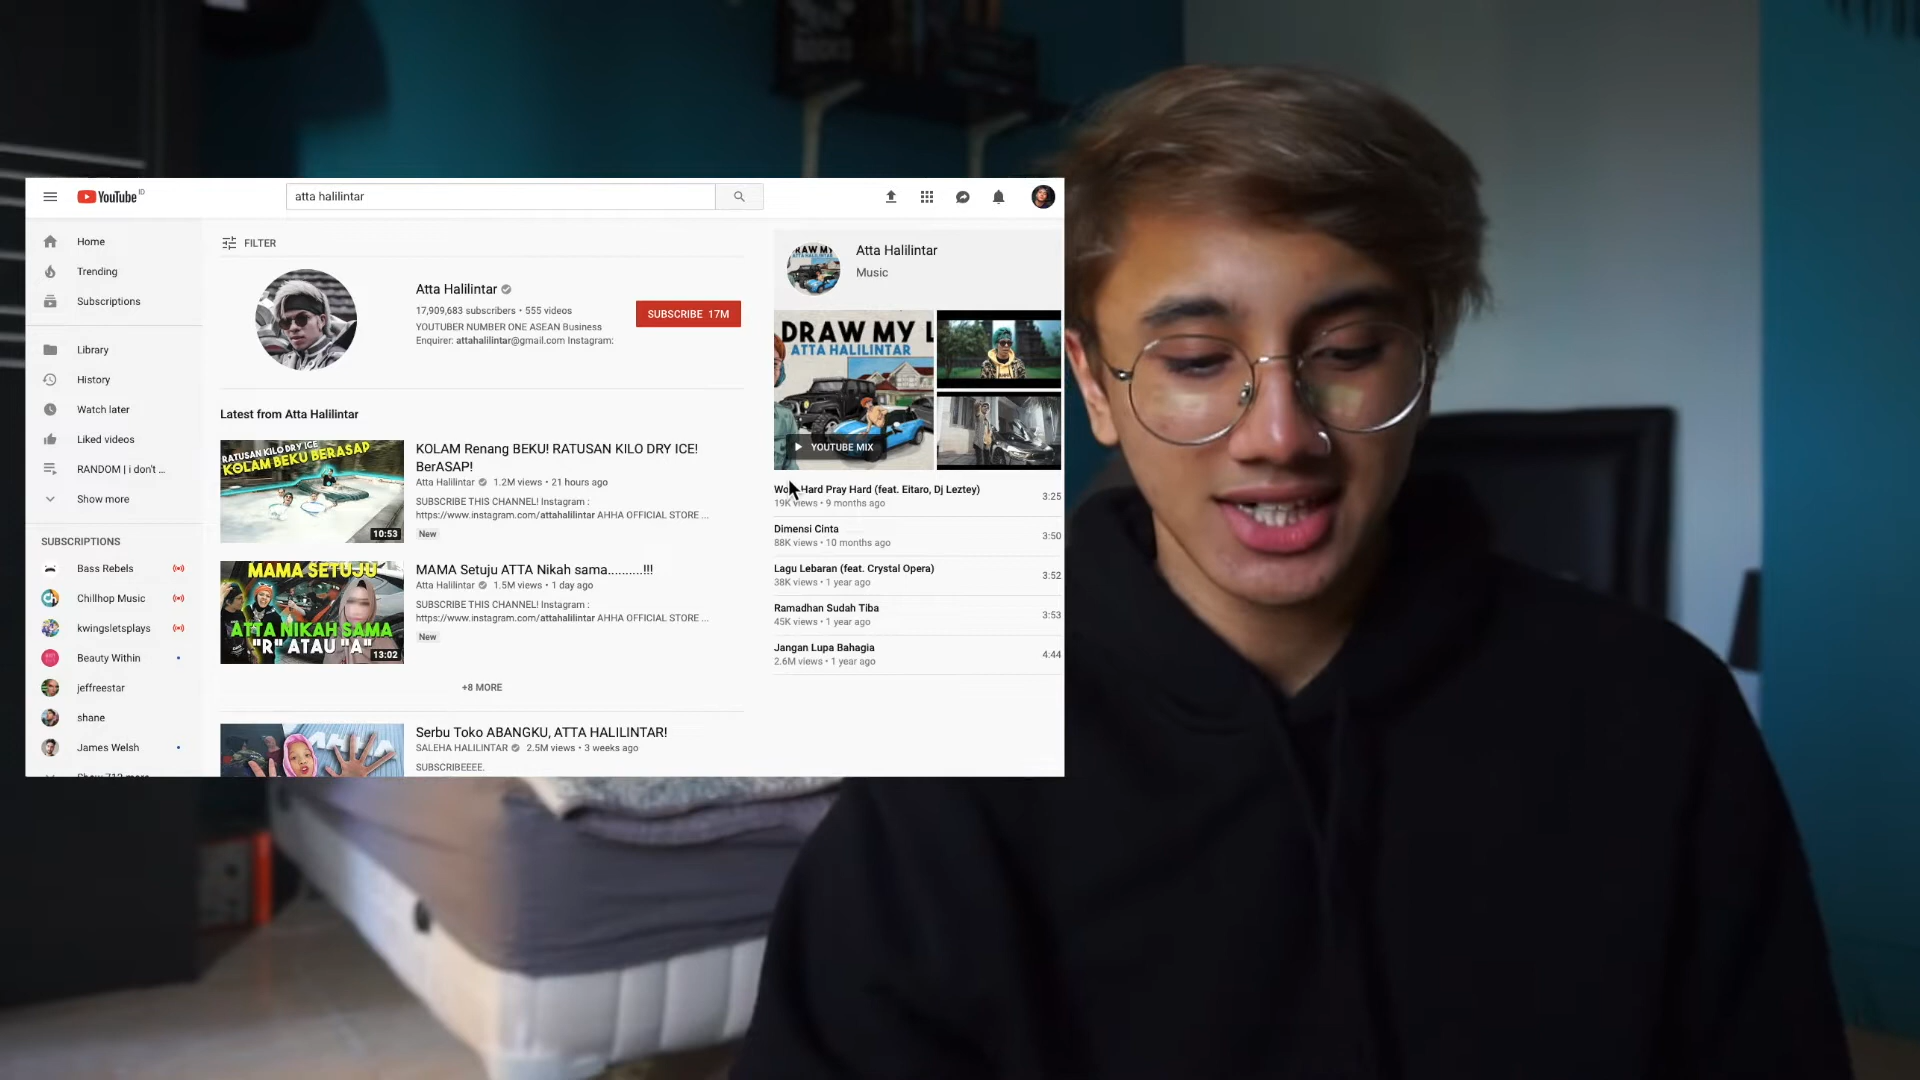 YouTube ID
atta halilintar
Home
Trending
Subscriptions
Library
History
Watch later
Liked videos
RANDOM | i don't ...
Show more
SUBSCRIPTIONS
Bass Rebels
Chillhop Music
kwingsletsplays
Beauty Within
jeffreestar
shane
James Welsh
FILTER
Atta Halilintar
17,909,683 subscribers • 555 videos
YOUTUBER NUMBER ONE ASEAN Business
Enquirer: attahalilintar@gmail.com Instagram:
SUBSCRIBE 17M
Latest from Atta Halilintar
RATUSAN KILO DRY ICE
KOLAM BEKU BERASAP
10:53
KOLAM Renang BEKU! RATUSAN KILO DRY ICE!
BerASAP!
Atta Halilintar 1.2M views • 21 hours ago
SUBSCRIBE THIS CHANNEL! Instagram :
https://www.instagram.com/attahalilintar AHHA OFFICIAL STORE ...
New
MAMA SETUJU
ATTA NIKAH SAMA
"R" ATAU "A"
13:02
MAMA Setuju ATTA Nikah sama..........!!!
Atta Halilintar 1.5M views • 1 day ago
SUBSCRIBE THIS CHANNEL! Instagram :
https://www.instagram.com/attahalilintar AHHA OFFICIAL STORE ...
New
+8 MORE
Serbu Toko ABANGKU, ATTA HALILINTAR!
SALEHA HALILINTAR 2.5M views • 3 weeks ago
SUBSCRIBEEEE.
Atta Halilintar
Music
DRAW MY L
ATTA HALILINTAR
YOUTUBE MIX
Hard Pray Hard (feat. Eitaro, Dj Leztey)
19K views • 9 months ago
3:25
Dimensi Cinta
88K views • 10 months ago
3:50
Lagu Lebaran (feat. Crystal Opera)
38K views • 1 year ago
3:52
Ramadhan Sudah Tiba
45K views • 1 year ago
3:53
Jangan Lupa Bahagia
2.6M views • 1 year ago
4:44